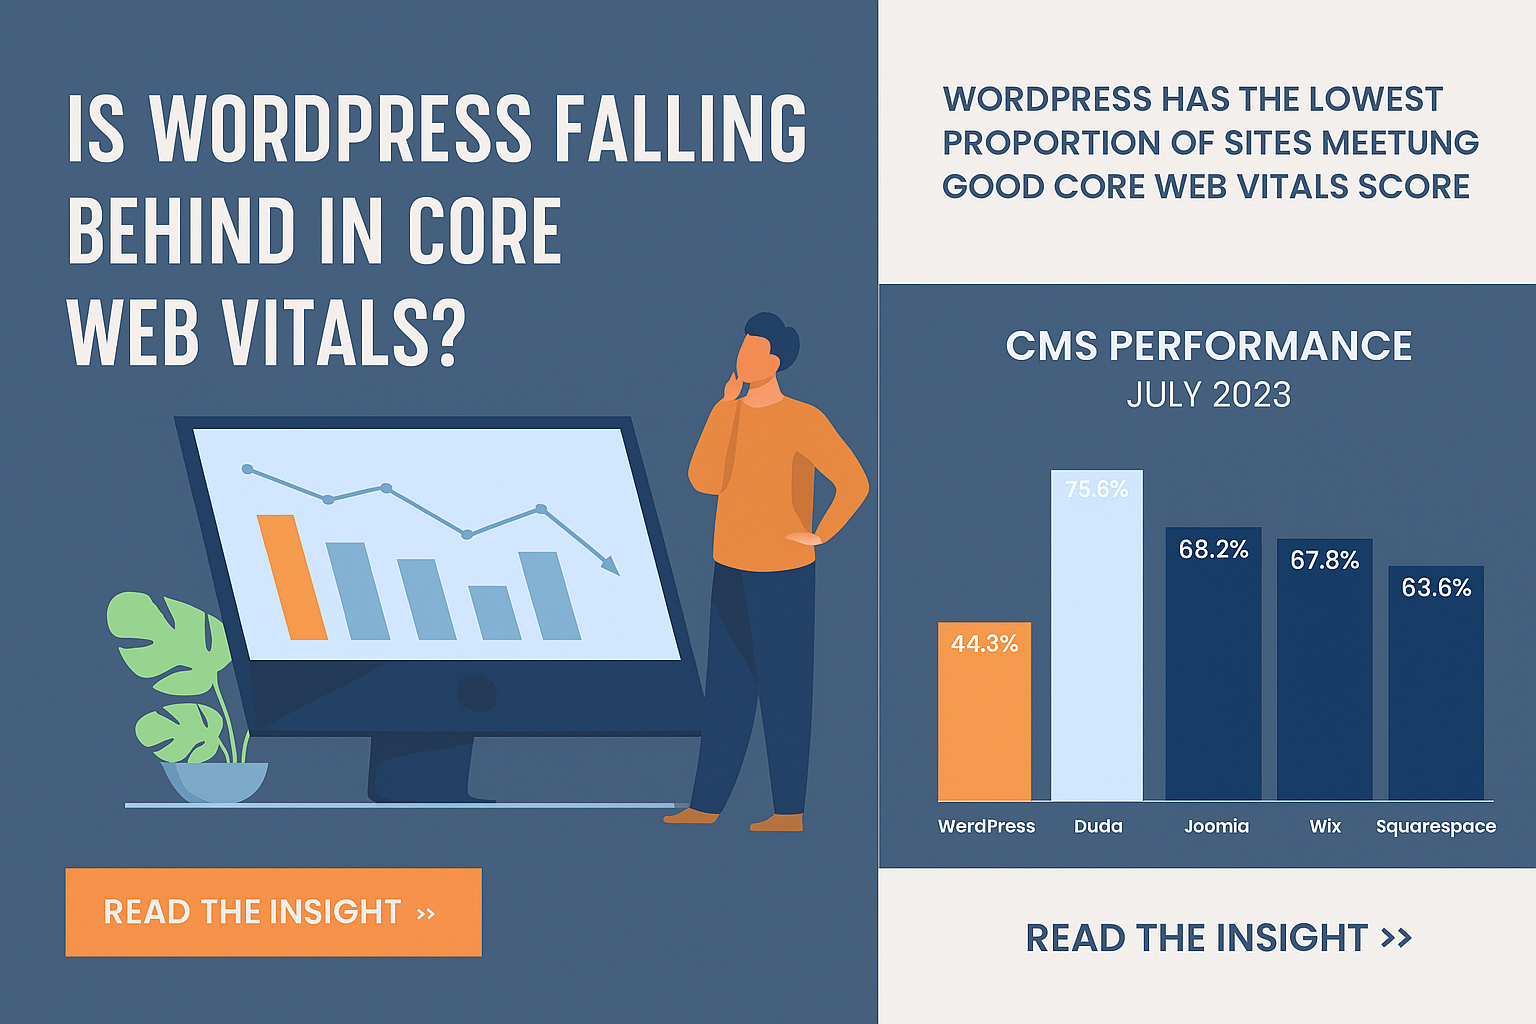 IS WORDPRESS FALLING
BEHIND IN CORE
WEB VITALS?
READ THE INSIGHT »
WORDPRESS HAS THE LOWEST
PROPORTION OF SITES MEETUNG
GOOD CORE WEB VITALS SCORE
CMS PERFORMANCE
JULY 2023
44.3%
75.6%
68.2%
67.8%
63.6%
WerdPress
Duda
Joomia
Wix
Squarespace
READ THE INSIGHT >>